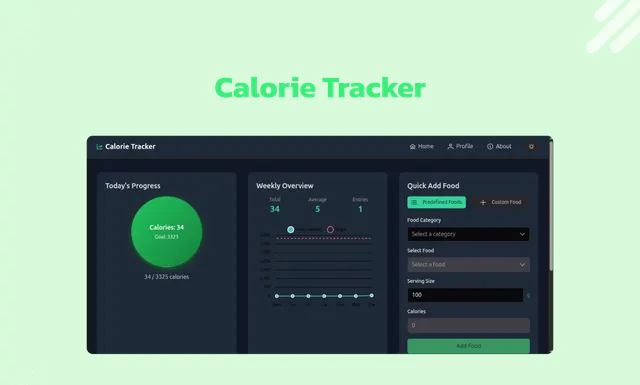 Calorie Tracker
Calorie Tracker
Home
Profile
About
Today's Progress
Calories: 34
Goal: 3325
34 / 3325 calories
Weekly Overview
Total
Average
Entries
34
5
1
Quick Add Food
Predefined Foods
Custom Food
Food Category
Select a category
Select Food
Select a food
Serving Size
100
g
Calories
0
Add Food